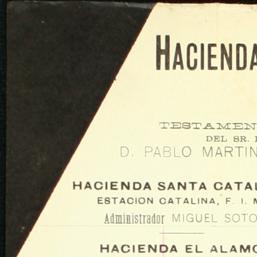 HACIENDA
TESTAMEN
DEL SR.
D. PABLO MARTIN
HACIENDA SANTA CATAL
ESTACION CATALINA, F. I. M
Administrador MIGUEL SOTO
HACIENDA EL ALAMO